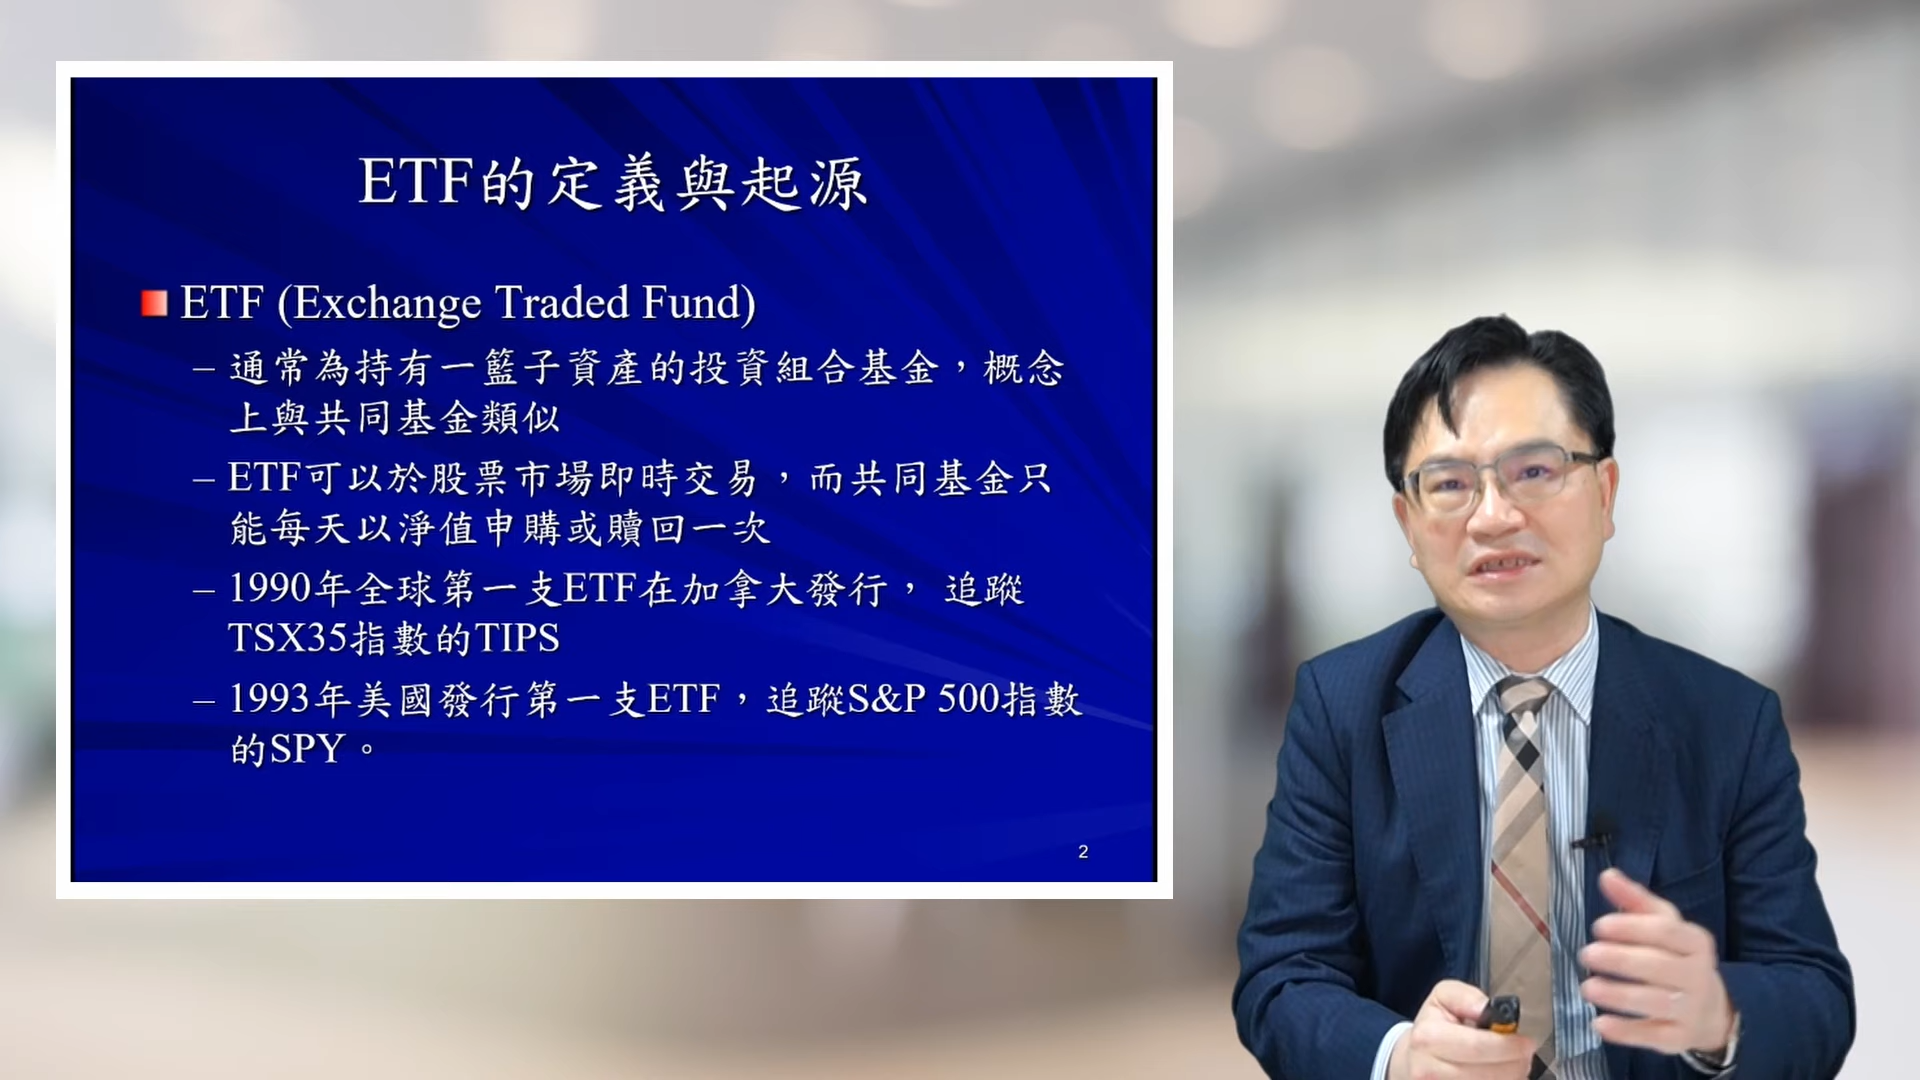 ETF的定義與起源
ETF (Exchange Traded Fund)
– 通常為持有一籃子資產的投資組合基金，概念
上與共同基金類似
– ETF可以於股票市場即時交易，而共同基金只
能每天以淨值申購或贖回一次
– 1990年全球第一支ETF在加拿大發行， 追蹤
TSX35指數的TIPS
– 1993年美國發行第一支ETF，追蹤S&P 500指數
的SPY。
2